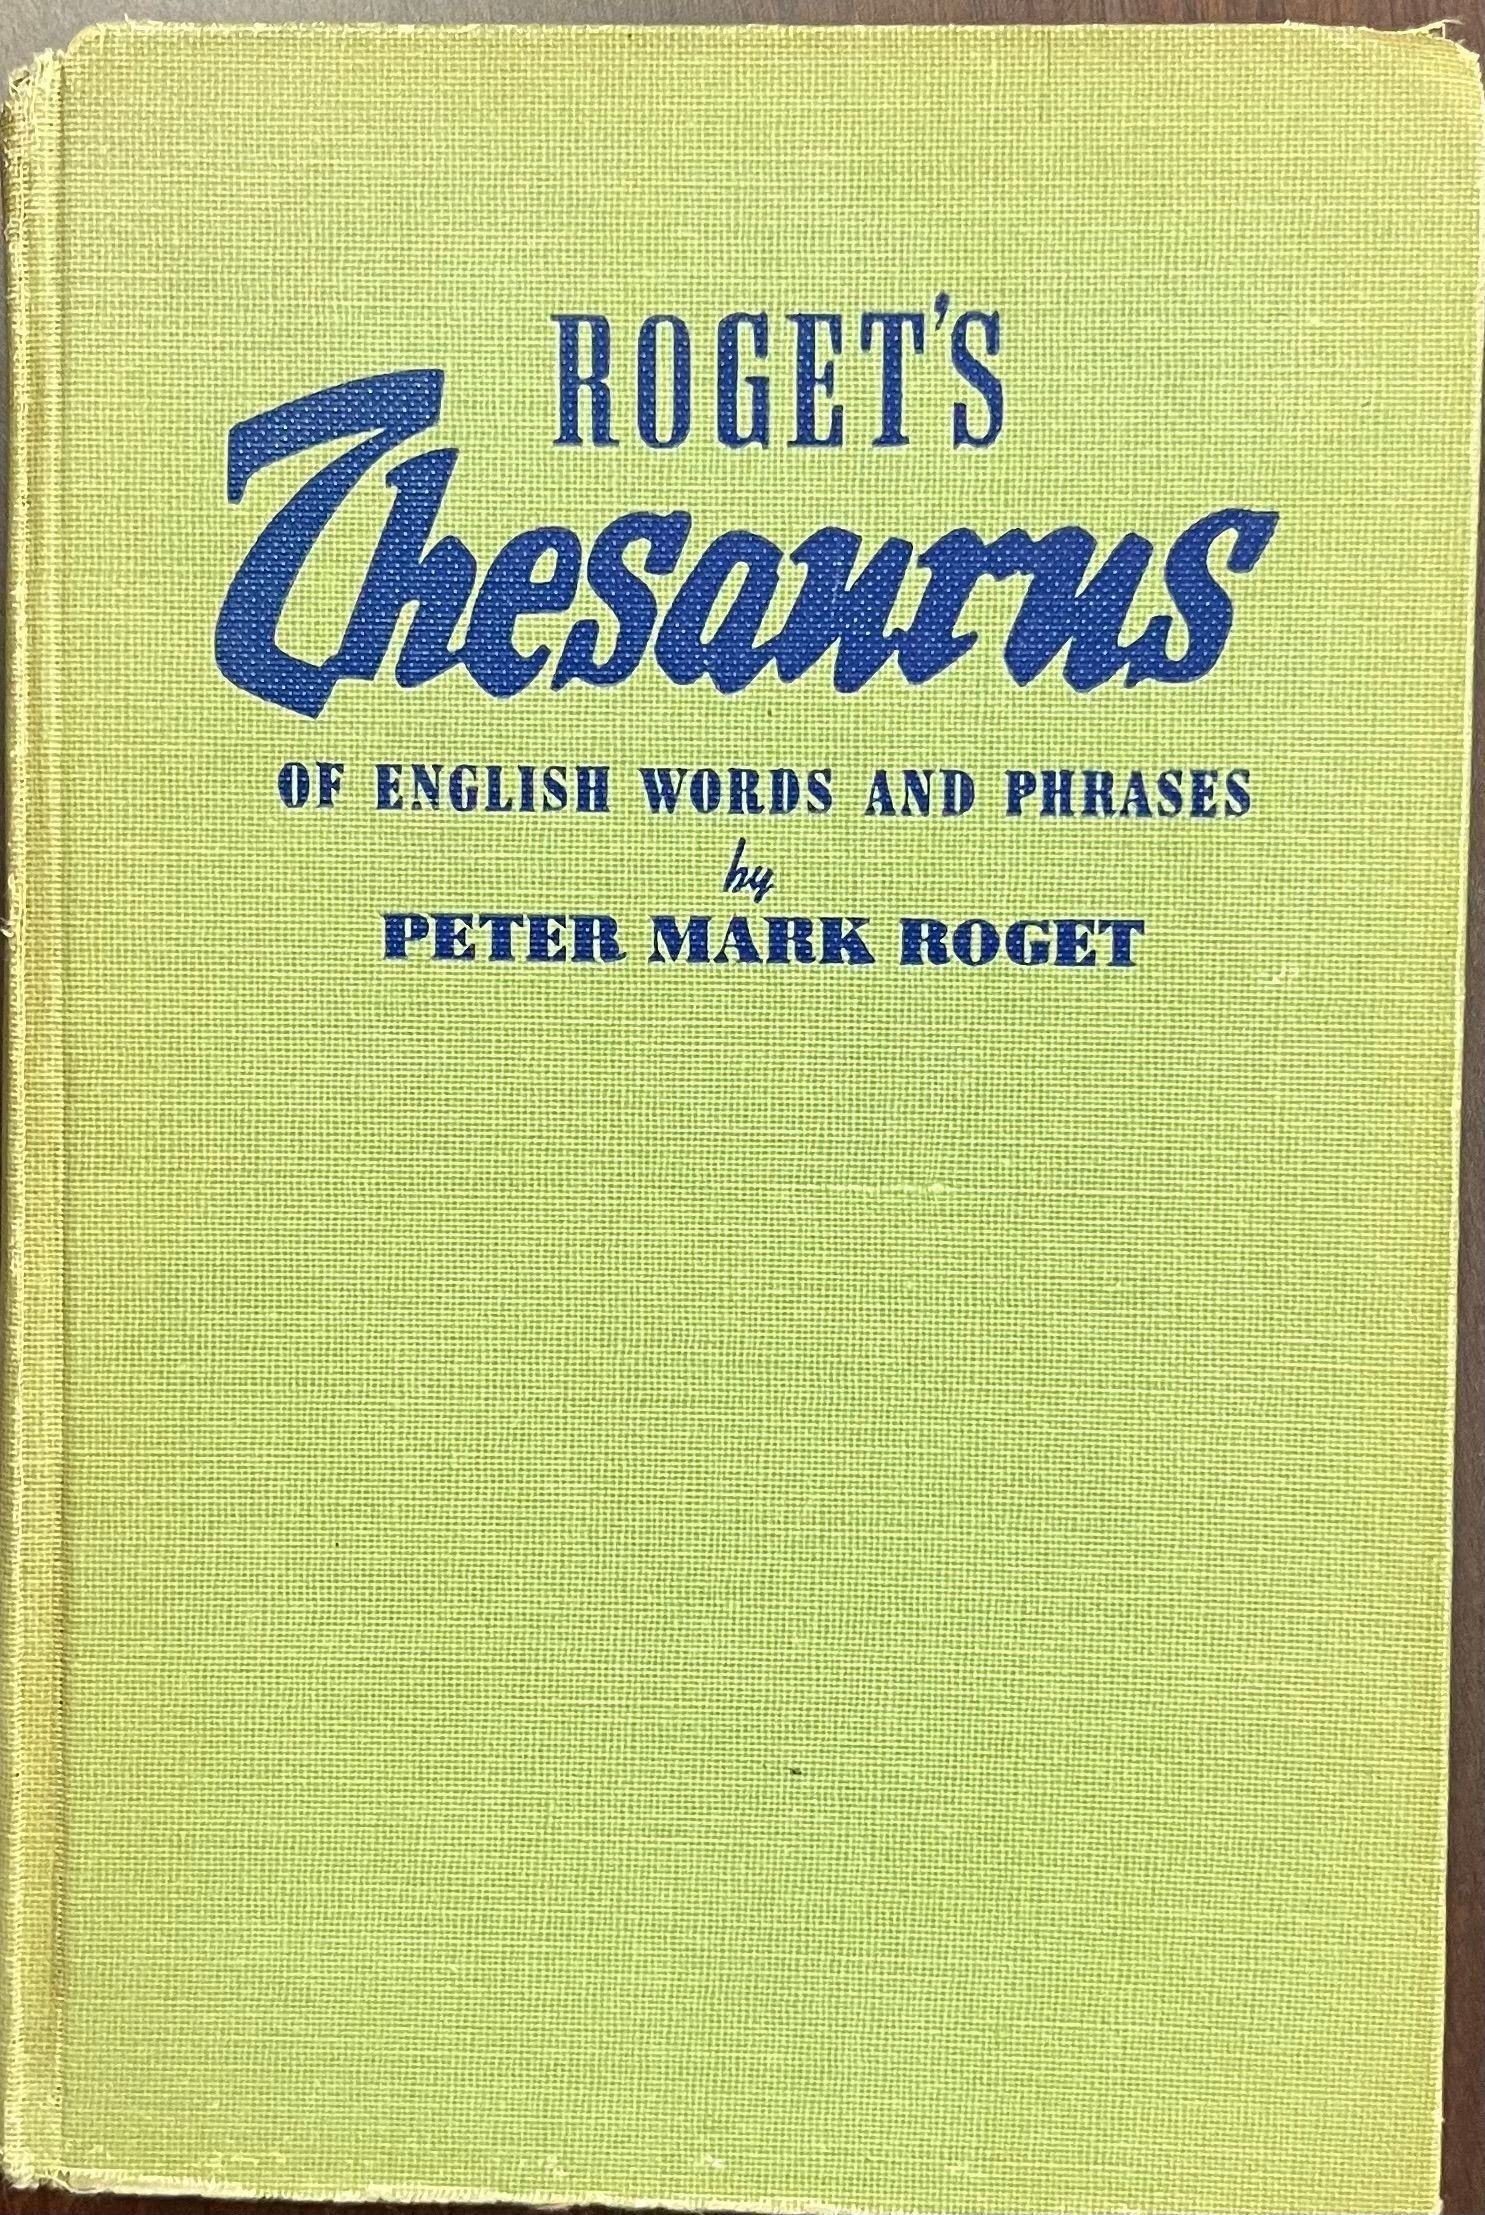 ROGET'S
Thesaurus
OF ENGLISH WORDS AND PHRASES
by
PETER MARK ROGET